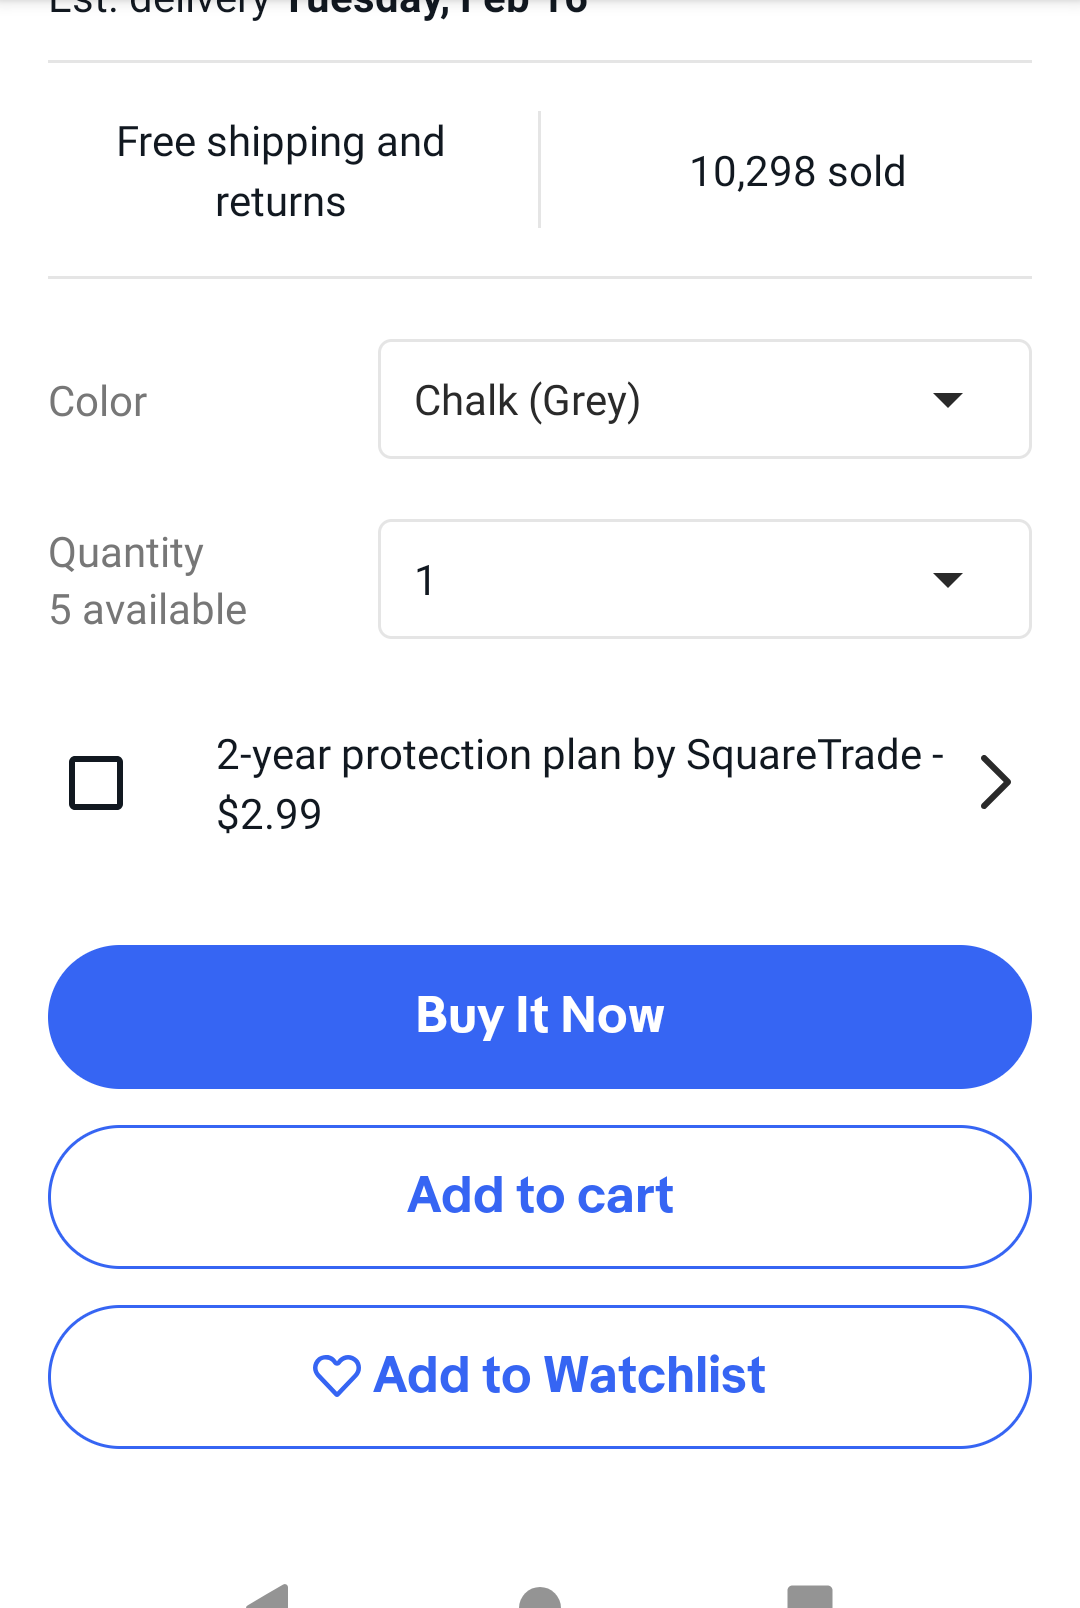 Est. delivery Tuesday, Feb 16
Free shipping and
returns
10,298 sold
Color
Chalk (Grey)
Quantity
5 available
1
2-year protection plan by SquareTrade -
$2.99
Buy It Now
Add to cart
Add to Watchlist